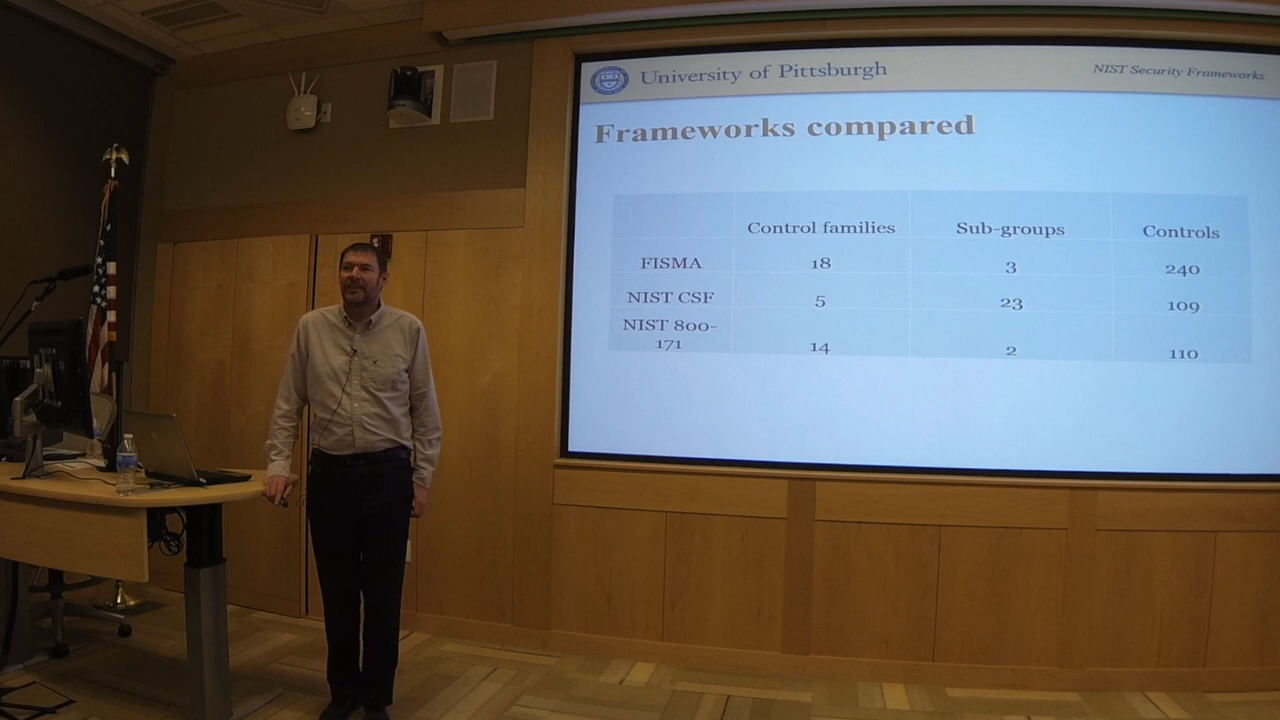 University of Pittsburgh
NIST Security Frameworks
Frameworks compared
Control families Sub-groups Controls
FISMA 18 3 240
NIST CSF 5 23 109
NIST 800-
171 14 2 110